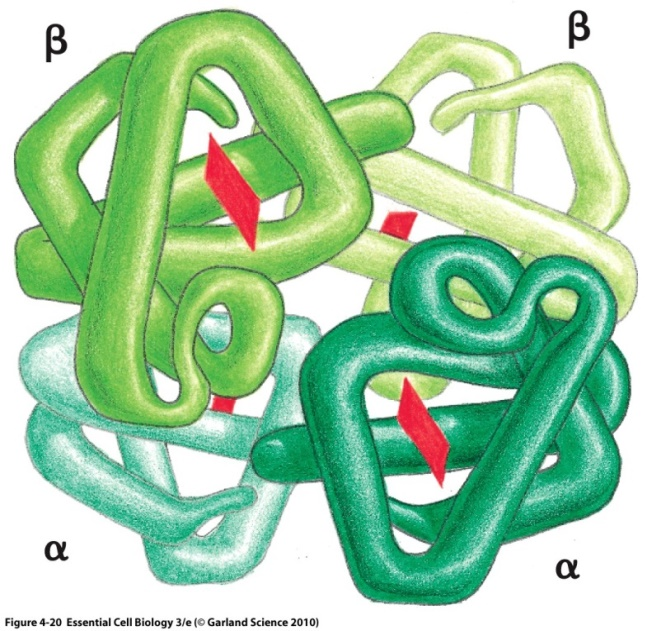 β
β
α
α
Figure 4-20 Essential Cell Biology 3/e (© Garland Science 2010)